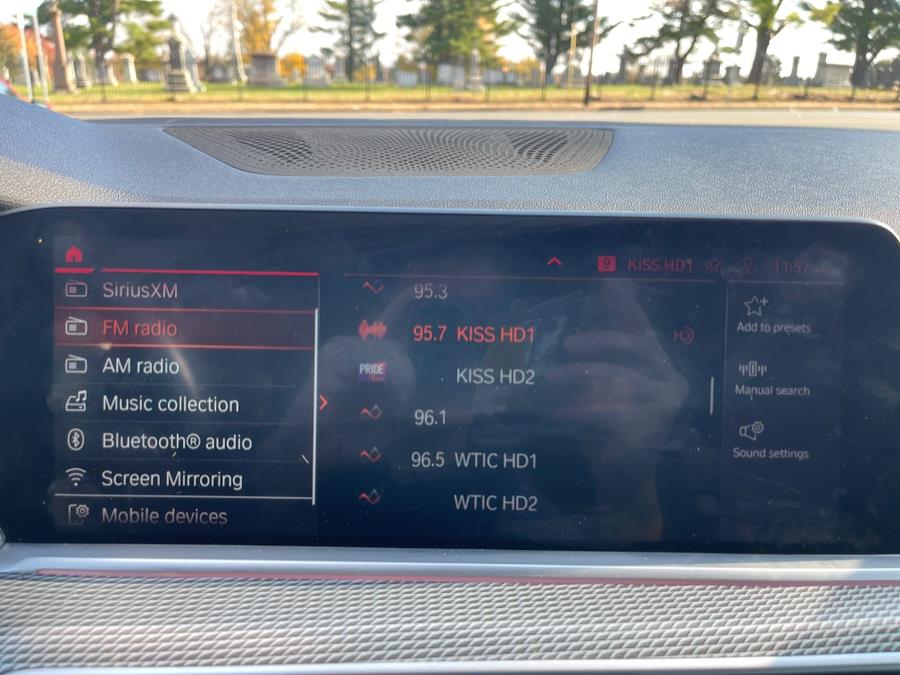 KISS HD1 11:57
SiriusXM
FM radio
AM radio
Music collection
Bluetooth® audio
Screen Mirroring
Mobile devices
95.3
95.7 KISS HD1
PRIDE
KISS HD2
96.1
96.5 WTIC HD1
WTIC HD2
Add to presets
Manual search
Sound settings